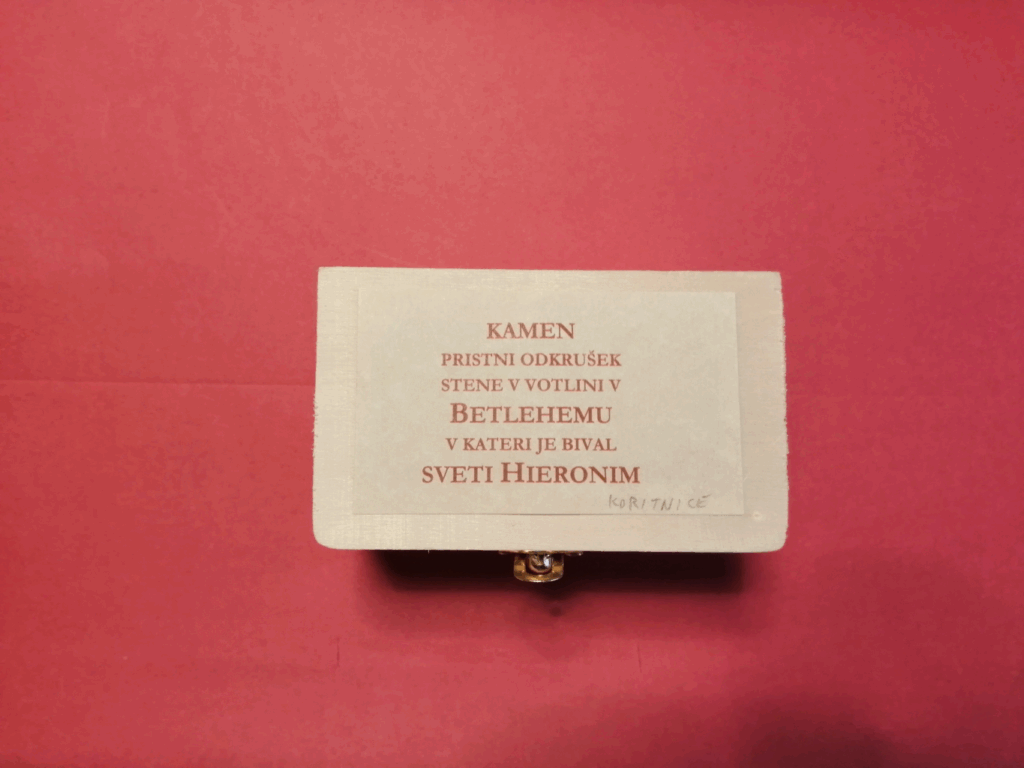 KAMEN
PRISTNI ODKRUŠEK
STENE V VOTLINI V
BETLEHEMU
V KATERI JE BIVAL
SVETI HIERONIM
KORITNICE